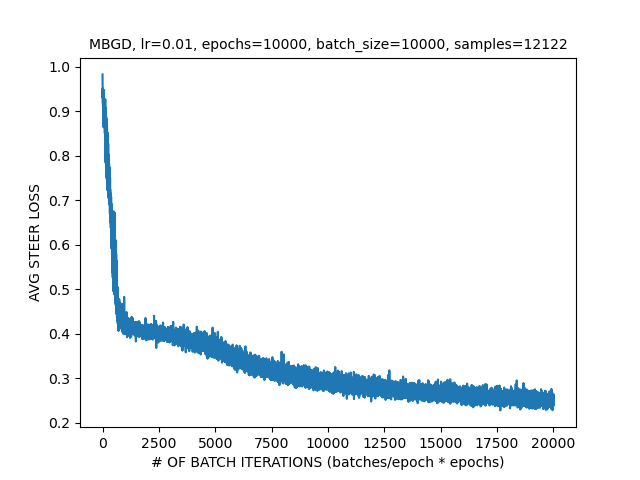 MBGD, lr=0.01, epochs=10000, batch_size=10000, samples=12122
1.0
0.9
0.8
0.7
0.6
0.5
0.4
0.3
0.2
AVG STEER LOSS
0 2500 5000 7500 10000 12500 15000 17500 20000
# OF BATCH ITERATIONS (batches/epoch * epochs)